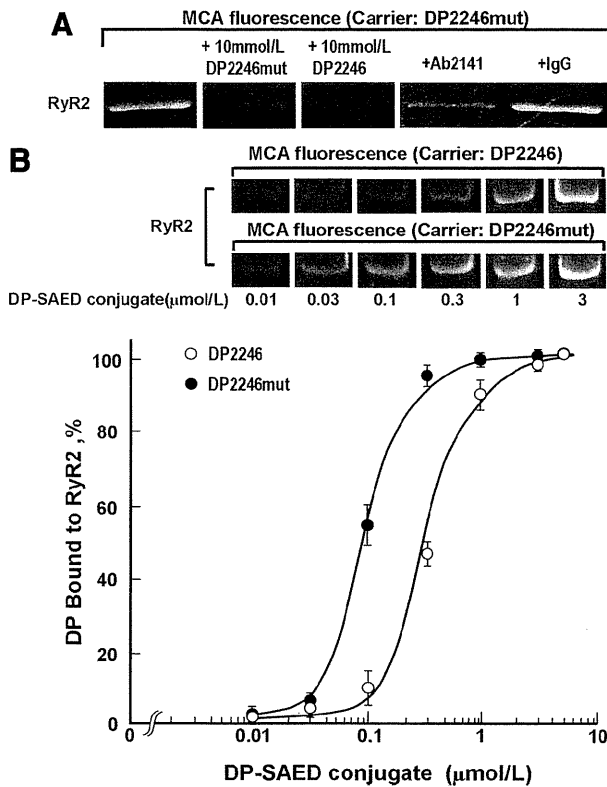 A
MCA fluorescence (Carrier: DP2246mut)
+ 10mmol/L DP2246mut
+ 10mmol/L DP2246
+Ab2141
+IgG
RyR2
B
MCA fluorescence (Carrier: DP2246)
RyR2
MCA fluorescence (Carrier: DP2246mut)
DP-SAED conjugate(μmol/L) 0.01 0.03 0.1 0.3 1 3
DP2246
DP2246mut
DP Bound to RyR2 ,%
100
80
60
40
20
0
0 0.01 0.1 1 10
DP-SAED conjugate (μmol/L)